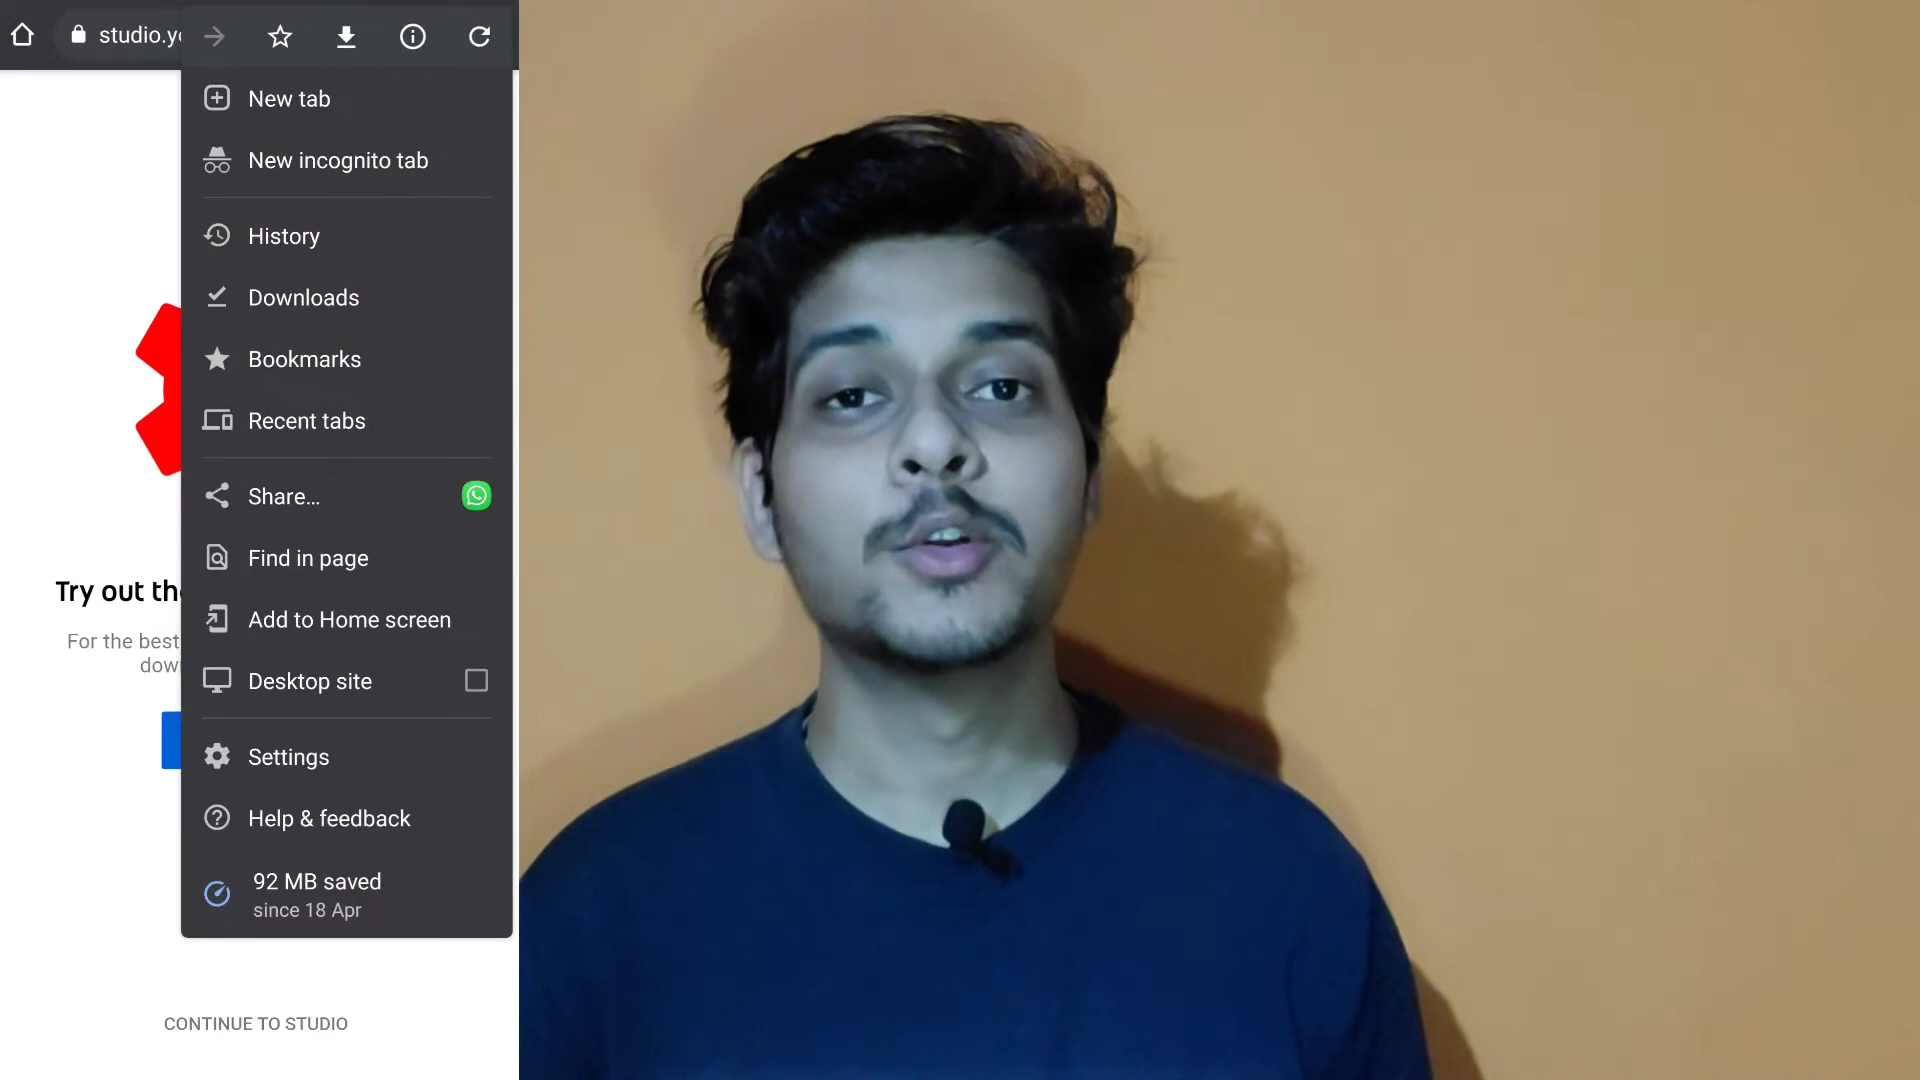 studio.y
New tab
New incognito tab
History
Downloads
Bookmarks
Recent tabs
Share...
Find in page
Add to Home screen
Desktop site
Settings
Help & feedback
92 MB saved
since 18 Apr
Try out the
For the best
dow
CONTINUE TO STUDIO